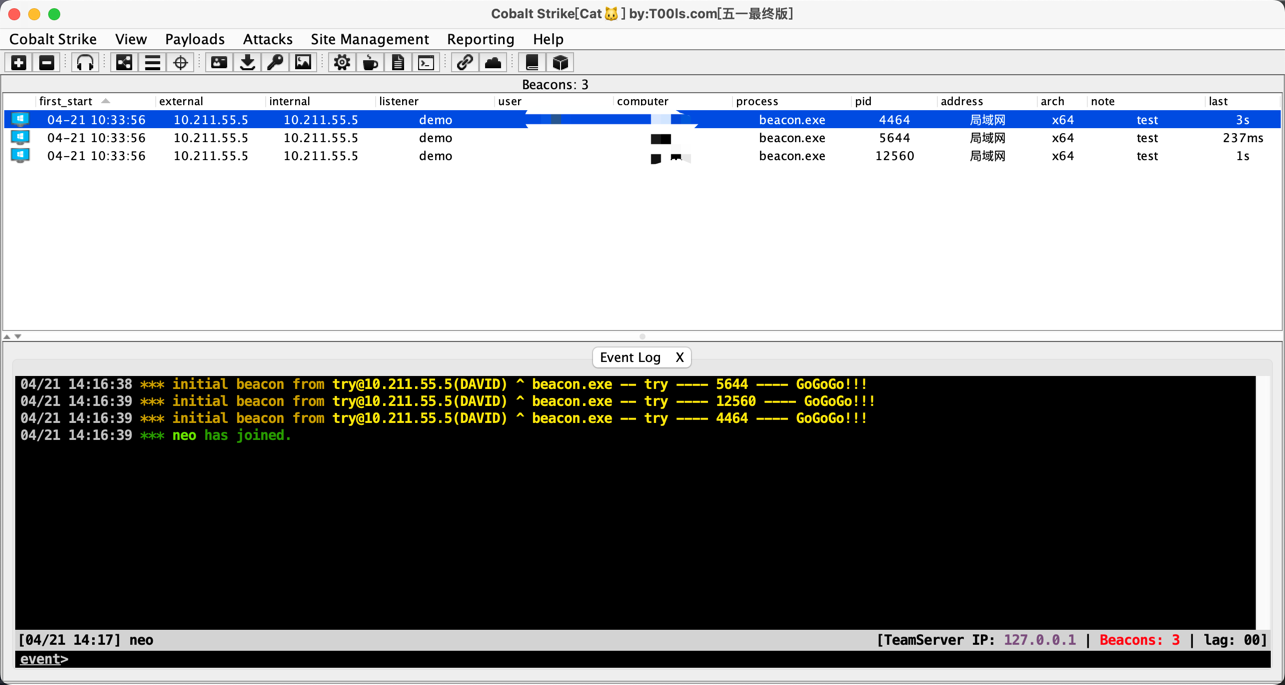 Cobalt Strike[Cat🐱] by:T00ls.com[五一最终版]
Cobalt Strike View Payloads Attacks Site Management Reporting Help
Beacons: 3
first_start external internal listener user computer process pid address arch note last
04-21 10:33:56 10.211.55.5 10.211.55.5 demo beacon.exe 4464 局域网 x64 test 3s
04-21 10:33:56 10.211.55.5 10.211.55.5 demo beacon.exe 5644 局域网 x64 test 237ms
04-21 10:33:56 10.211.55.5 10.211.55.5 demo beacon.exe 12560 局域网 x64 test 1s
Event Log X
04/21 14:16:38 *** initial beacon from try@10.211.55.5(DAVID) ^ beacon.exe -- try ---- 5644 ---- GoGoGo!!!
04/21 14:16:39 *** initial beacon from try@10.211.55.5(DAVID) ^ beacon.exe -- try ---- 12560 ---- GoGoGo!!!
04/21 14:16:39 *** initial beacon from try@10.211.55.5(DAVID) ^ beacon.exe -- try ---- 4464 ---- GoGoGo!!!
04/21 14:16:39 *** neo has joined.
[04/21 14:17] neo [TeamServer IP: 127.0.0.1 | Beacons: 3 | lag: 00]
event>